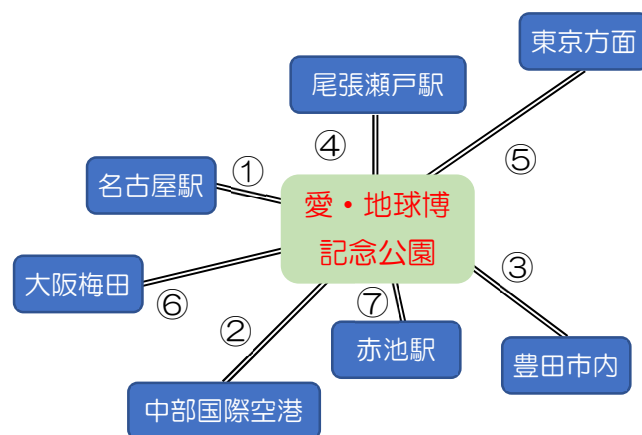 東京方面
尾張瀬戸駅
④
⑤
①
名古屋駅
愛・地球博
記念公園
③
大阪梅田
⑥
②
⑦
赤池駅
豊田市内
中部国際空港